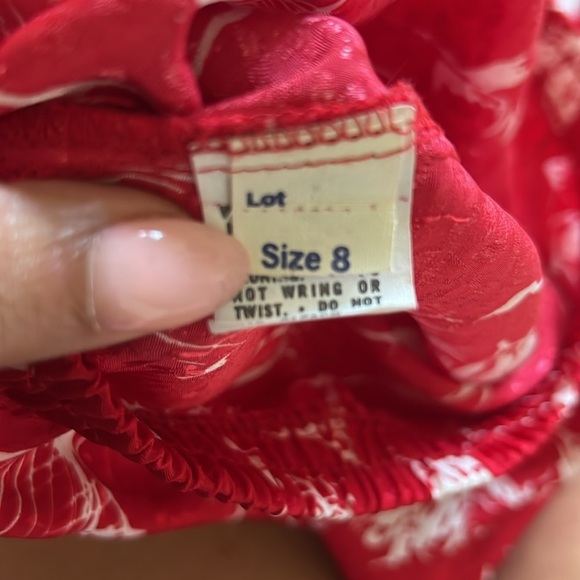 Lot
Size 8
NOT WRING OR
TWIST. • DO NOT